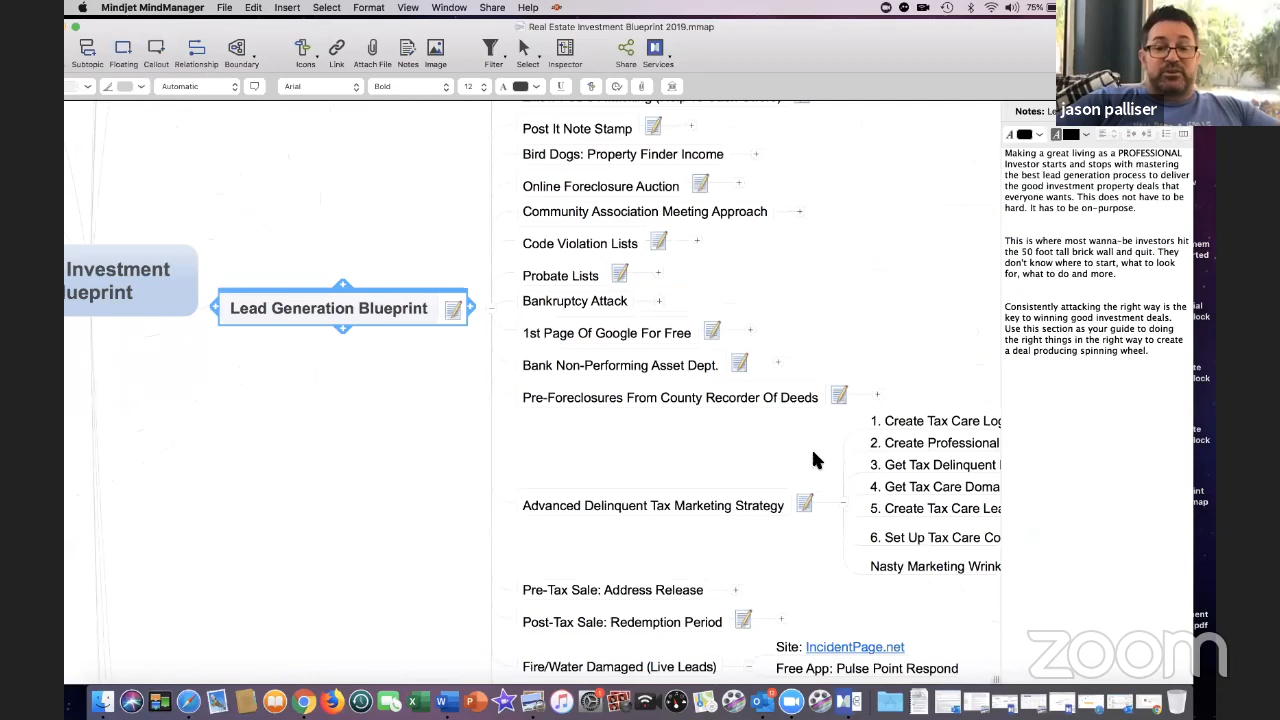 Mindjet MindManager File Edit Insert Select Format View Window Share Help 75%
Real Estate Investment Blueprint 2019.mmap
Subtopic Floating Callout Relationship Boundary Icons Link Attach File Notes Image Filter Select Inspector Share Services
Automatic Arial Bold 12 A U
jason palliser
Notes: Le
Post It Note Stamp
Bird Dogs: Property Finder Income
Online Foreclosure Auction
Community Association Meeting Approach
Code Violation Lists
Probate Lists
Bankruptcy Attack
1st Page Of Google For Free
Bank Non-Performing Asset Dept.
Pre-Foreclosures From County Recorder Of Deeds
Investment
ueprint
Lead Generation Blueprint
1. Create Tax Care Log
2. Create Professional
3. Get Tax Delinquent
4. Get Tax Care Doma
5. Create Tax Care Lea
6. Set Up Tax Care Co
Nasty Marketing Wrink
Advanced Delinquent Tax Marketing Strategy
Pre-Tax Sale: Address Release
Post-Tax Sale: Redemption Period
Fire/Water Damaged (Live Leads)
Site: IncidentPage.net
Free App: Pulse Point Respond
Making a great living as a PROFESSIONAL
Investor starts and stops with mastering
the best lead generation process to deliver
the good investment property deals that
everyone wants. This does not have to be
hard. It has to be on-purpose.
This is where most wanna-be investors hit
the 50 foot tall brick wall and quit. They
don't know where to start, what to look
for, what to do and more.
Consistently attacking the right way is the
key to winning good investment deals.
Use this section as your guide to doing
the right things in the right way to create
a deal producing spinning wheel.
zoom